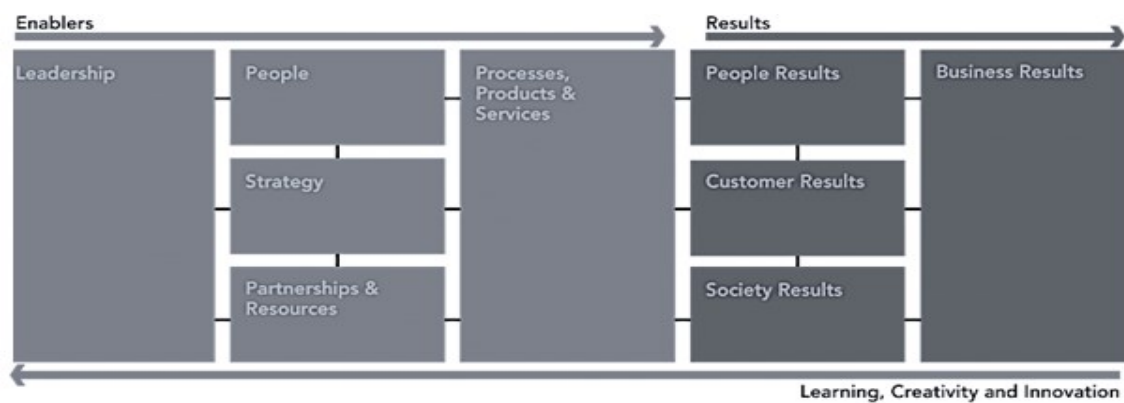 Enablers
Results
Leadership
People
Processes,
Products &
Services
People Results
Business Results
Strategy
Customer Results
Partnerships &
Resources
Society Results
Learning, Creativity and Innovation